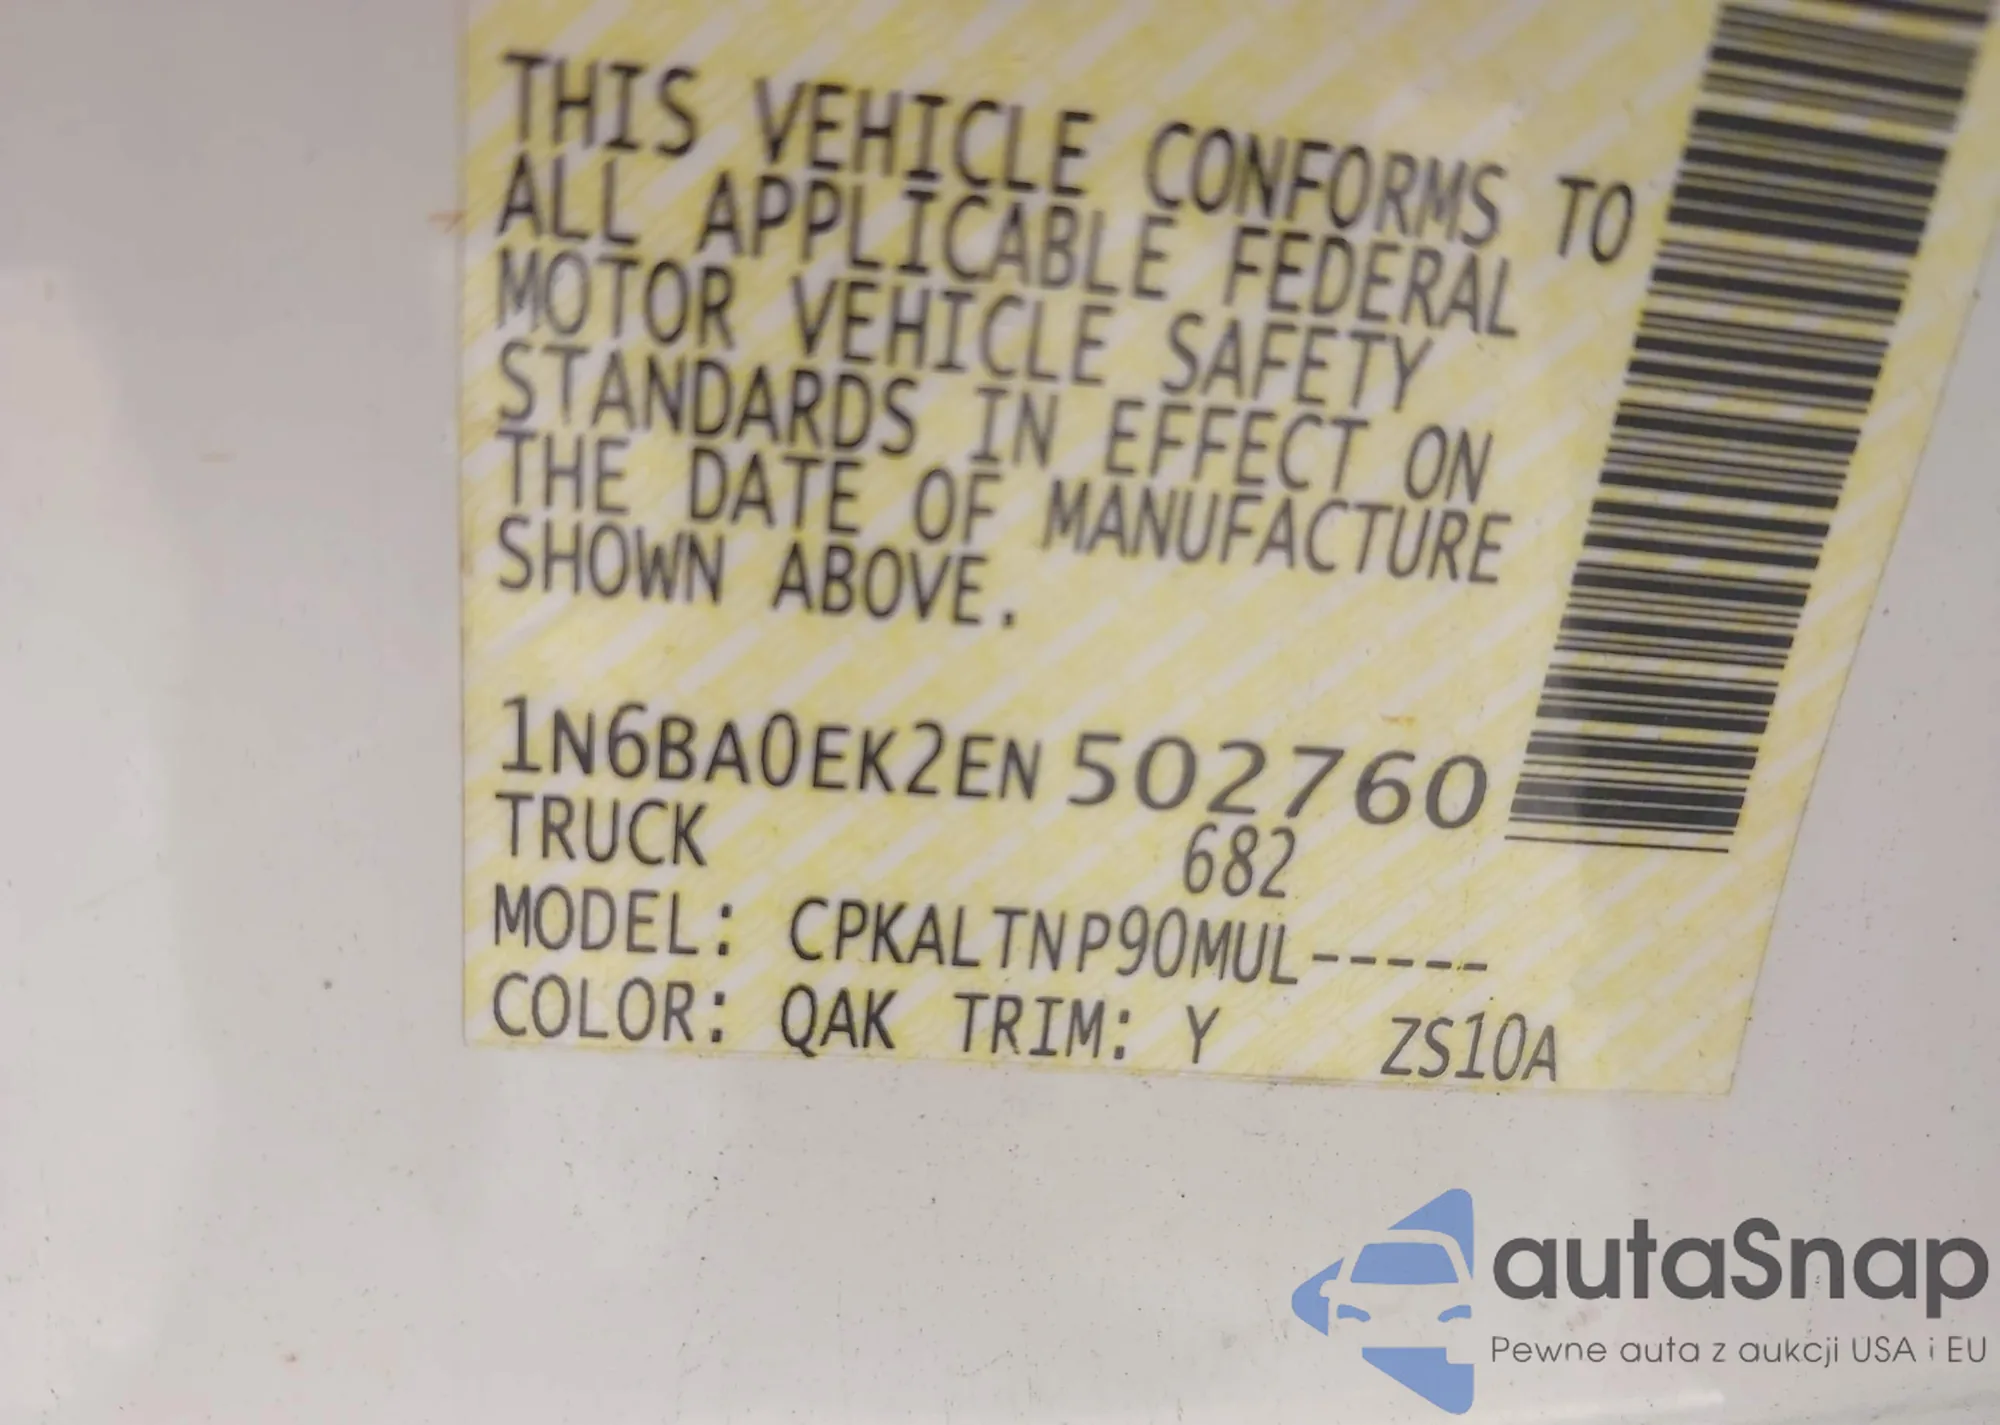 THIS VEHICLE CONFORMS TO
ALL APPLICABLE FEDERAL
MOTOR VEHICLE SAFETY
STANDARDS IN EFFECT ON
THE DATE OF MANUFACTURE
SHOWN ABOVE.
1N6BA0EK2EN502760
TRUCK 682
MODEL: CPKALTNP90MUL-----
COLOR: QAK TRIM: Y ZS10A
autaSnap
Pewne auta z aukcji USA i EU